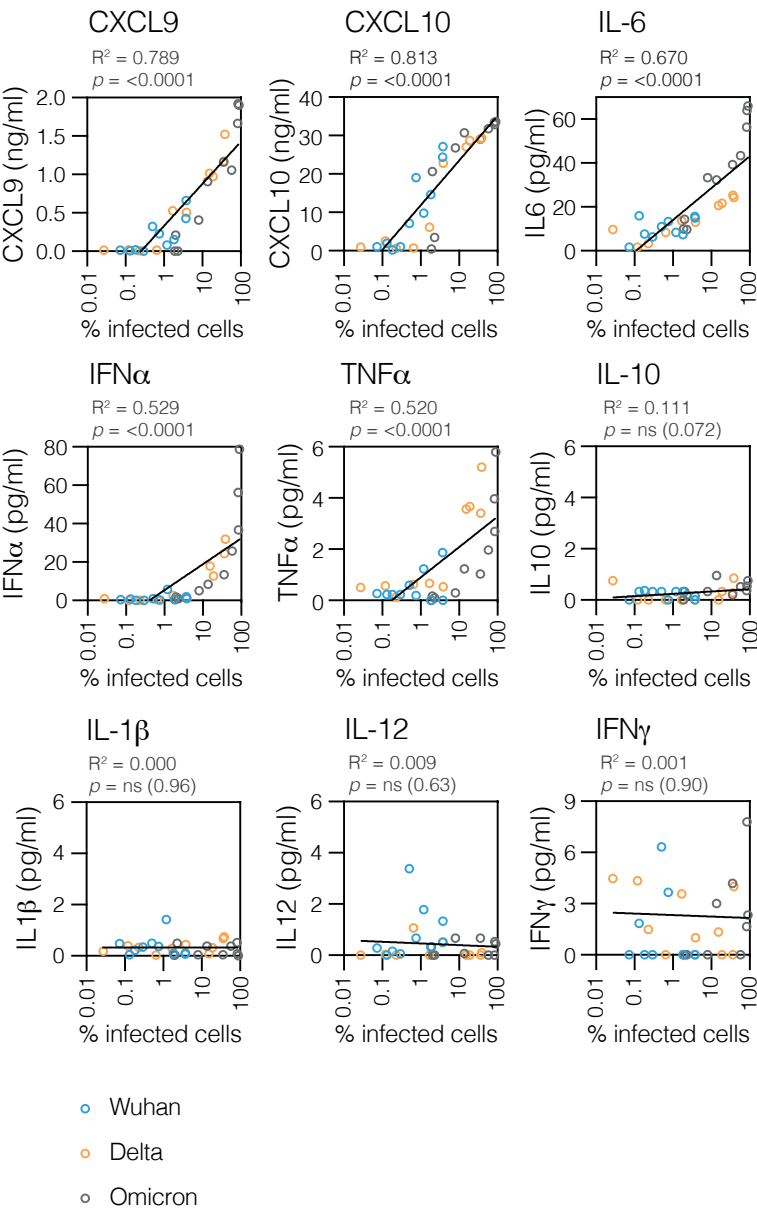 CXCL9 CXCL10 IL-6
R² = 0.789 R² = 0.813 R² = 0.670
p = <0.0001 p = <0.0001 p = <0.0001
CXCL9 (ng/ml)
2.0
1.5
1.0
0.5
0.0
0.01 0.1 1 10 100
% infected cells
CXCL10 (ng/ml)
40
30
20
10
0
0.01 0.1 1 10 100
% infected cells
IL6 (pg/ml)
60
40
20
0
0.01 0.1 1 10 100
% infected cells
IFNα TNFα IL-10
R² = 0.529 R² = 0.520 R² = 0.111
p = <0.0001 p = <0.0001 p = ns (0.072)
IFNα (pg/ml)
80
60
40
20
0
0.01 0.1 1 10 100
% infected cells
TNFα (pg/ml)
6
4
2
0
0.01 0.1 1 10 100
% infected cells
IL10 (pg/ml)
6
4
2
0
0.01 0.1 1 10 100
% infected cells
IL-1β IL-12 IFNγ
R² = 0.000 R² = 0.009 R² = 0.001
p = ns (0.96) p = ns (0.63) p = ns (0.90)
IL1β (pg/ml)
6
4
2
0
0.01 0.1 1 10 100
% infected cells
IL12 (pg/ml)
6
4
2
0
0.01 0.1 1 10 100
% infected cells
IFNγ (pg/ml)
9
6
3
0
0.01 0.1 1 10 100
% infected cells
Wuhan
Delta
Omicron